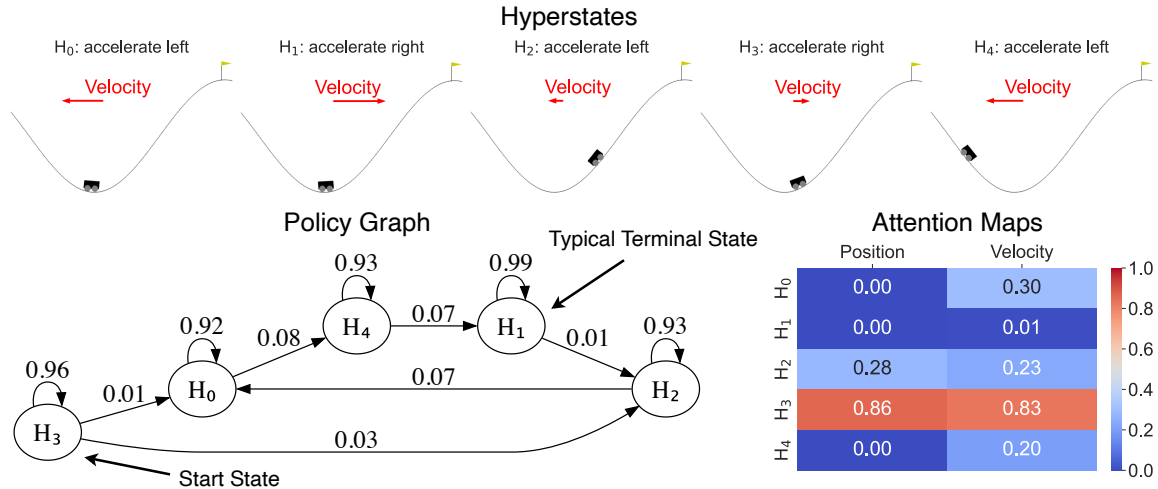 Hyperstates
H₀: accelerate left
H₁: accelerate right
H₂: accelerate left
H₃: accelerate right
H₄: accelerate left
Velocity
Velocity
Velocity
Velocity
Velocity
Policy Graph
Typical Terminal State
0.93
0.99
0.92
0.93
0.96
H₄
0.07
H₁
0.08
0.01
0.01
H₀
0.07
H₂
H₃
0.03
Start State
Attention Maps
Position
Velocity
H₀
0.00
0.30
H₁
0.00
0.01
H₂
0.28
0.23
H₃
0.86
0.83
H₄
0.00
0.20
1.0
0.8
0.6
0.4
0.2
0.0